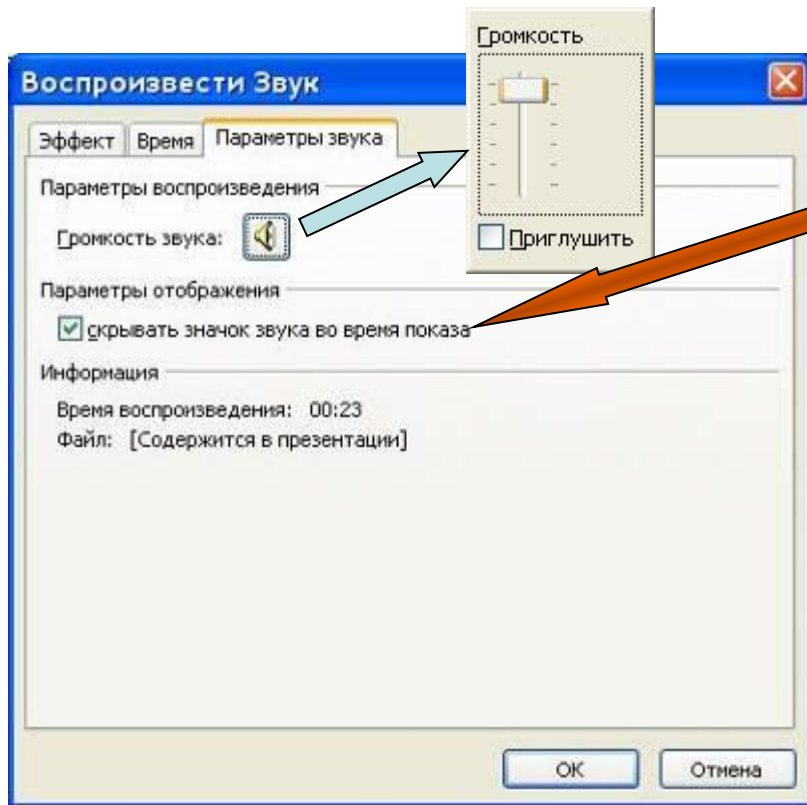 Громкость
Воспроизвести Звук
Эффект Время Параметры звука
Параметры воспроизведения
Громкость звука:
Приглушить
Параметры отображения
скрывать значок звука во время показа
Информация
Время воспроизведения: 00:23
Файл: [Содержится в презентации]
ОК Отмена